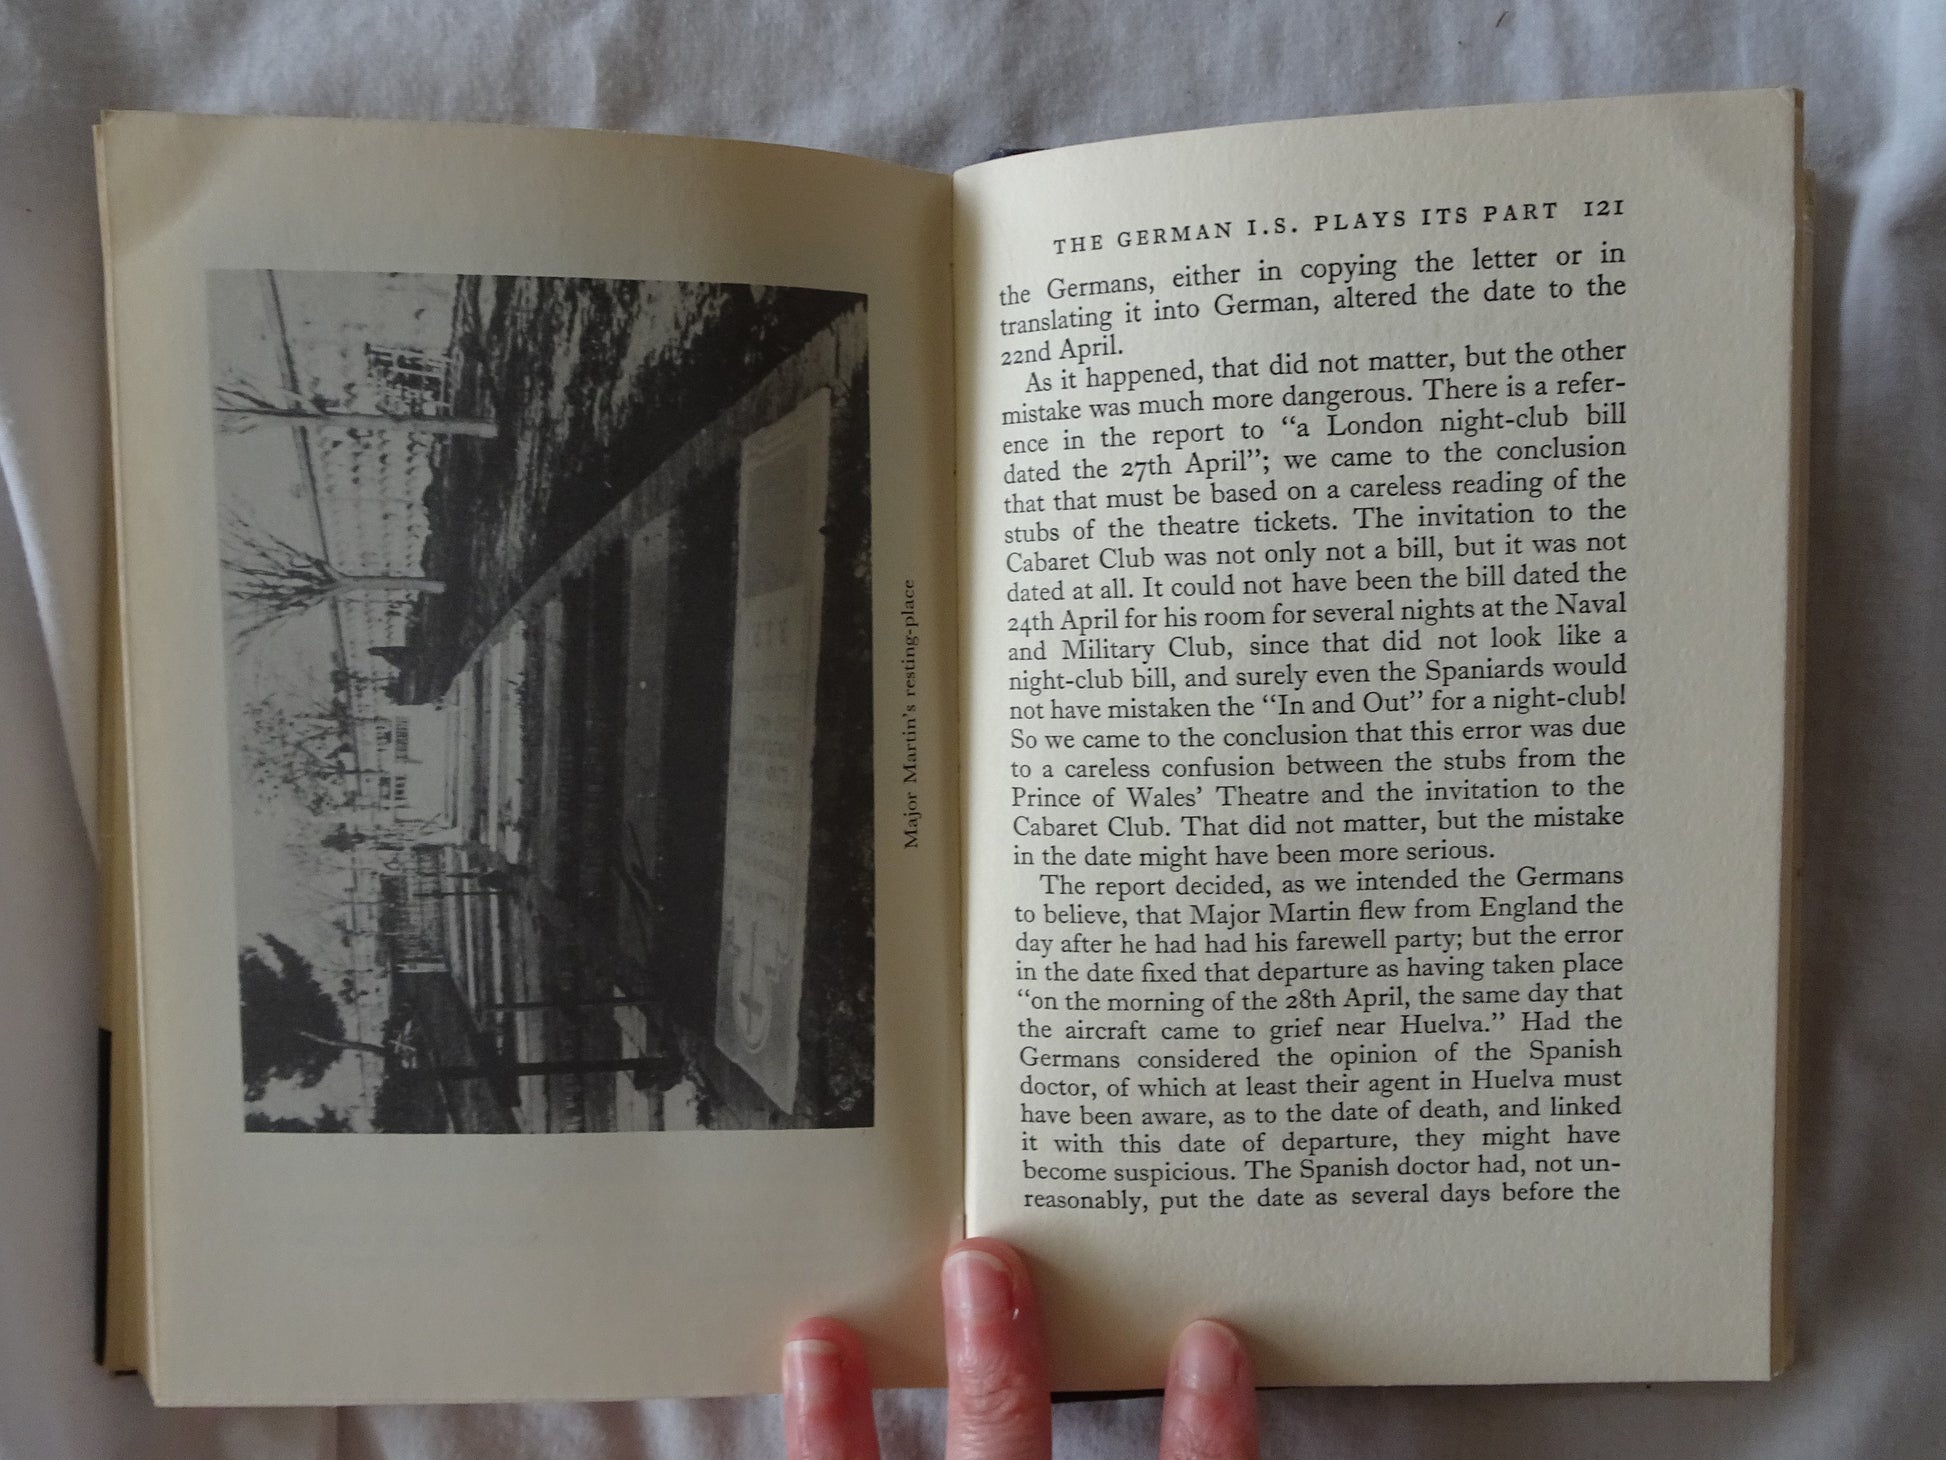 Major Martin's resting-place
THE GERMAN I.S. PLAYS ITS PART 121
the Germans, either in copying the letter or in
translating it into German, altered the date to the
22nd April.
As it happened, that did not matter, but the other
mistake was much more dangerous. There is a refer-
ence in the report to “a London night-club bill
dated the 27th April”; we came to the conclusion
that that must be based on a careless reading of the
stubs of the theatre tickets. The invitation to the
Cabaret Club was not only not a bill, but it was not
dated at all. It could not have been the bill dated the
24th April for his room for several nights at the Naval
and Military Club, since that did not look like a
night-club bill, and surely even the Spaniards would
not have mistaken the “In and Out” for a night-club!
So we came to the conclusion that this error was due
to a careless confusion between the stubs from the
Prince of Wales’ Theatre and the invitation to the
Cabaret Club. That did not matter, but the mistake
in the date might have been more serious.
The report decided, as we intended the Germans
to believe, that Major Martin flew from England the
day after he had had his farewell party; but the error
in the date fixed that departure as having taken place
“on the morning of the 28th April, the same day that
the aircraft came to grief near Huelva.” Had the
Germans considered the opinion of the Spanish
doctor, of which at least their agent in Huelva must
have been aware, as to the date of death, and linked
it with this date of departure, they might have
become suspicious. The Spanish doctor had, not un-
reasonably, put the date as several days before the